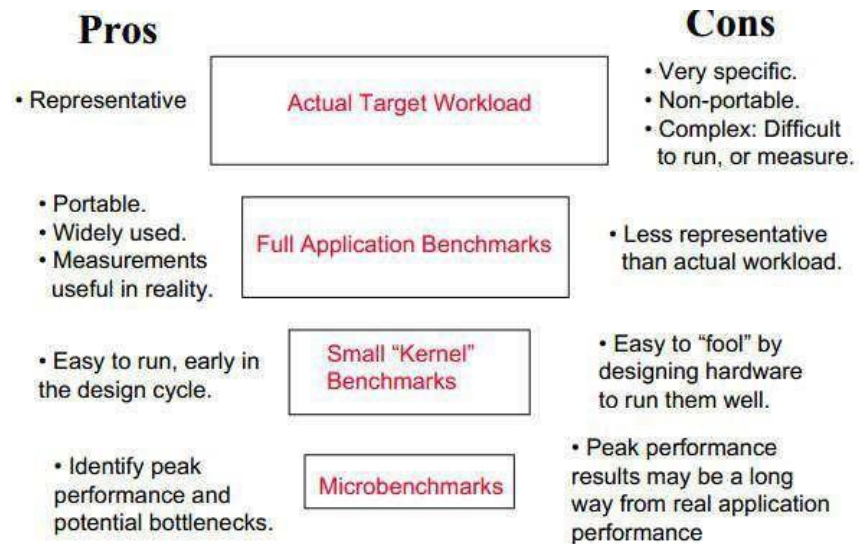 Pros
Cons
• Representative
Actual Target Workload
• Very specific.
• Non-portable.
• Complex: Difficult
to run, or measure.
• Portable.
• Widely used.
• Measurements
useful in reality.
Full Application Benchmarks
• Less representative
than actual workload.
• Easy to run, early in
the design cycle.
Small “Kernel”
Benchmarks
• Easy to “fool” by
designing hardware
to run them well.
• Identify peak
performance and
potential bottlenecks.
Microbenchmarks
• Peak performance
results may be a long
way from real application
performance